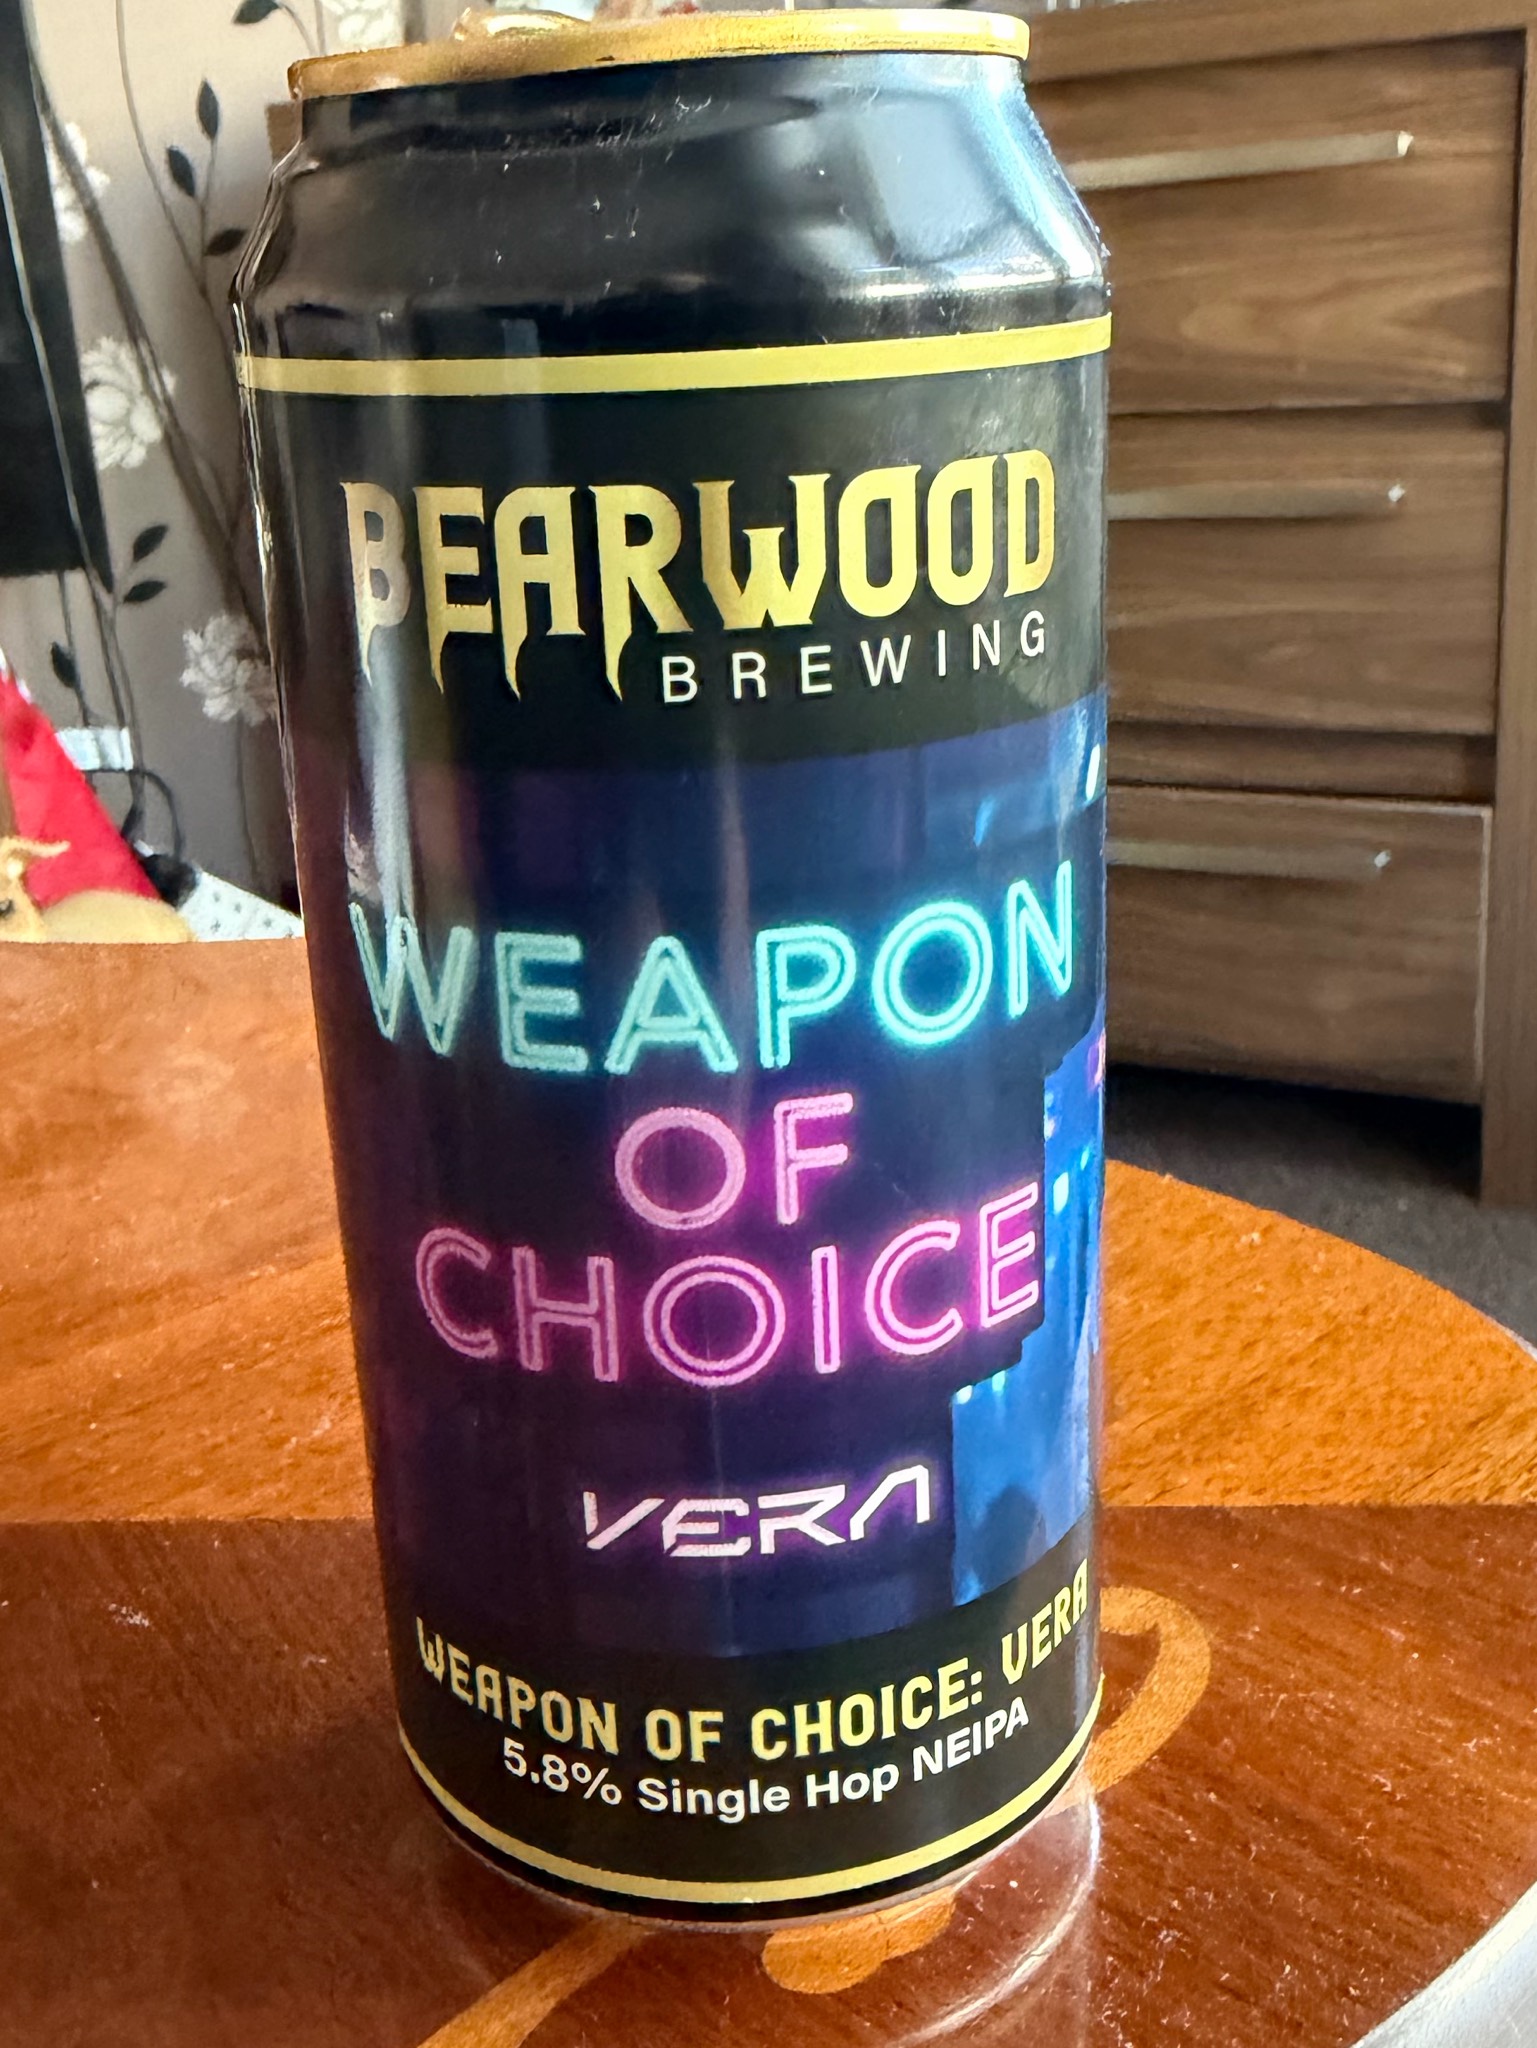 BEARWOOD
BREWING
WEAPON
OF
CHOICE
VERA
WEAPON OF CHOICE: VERA
5.8% Single Hop NEIPA